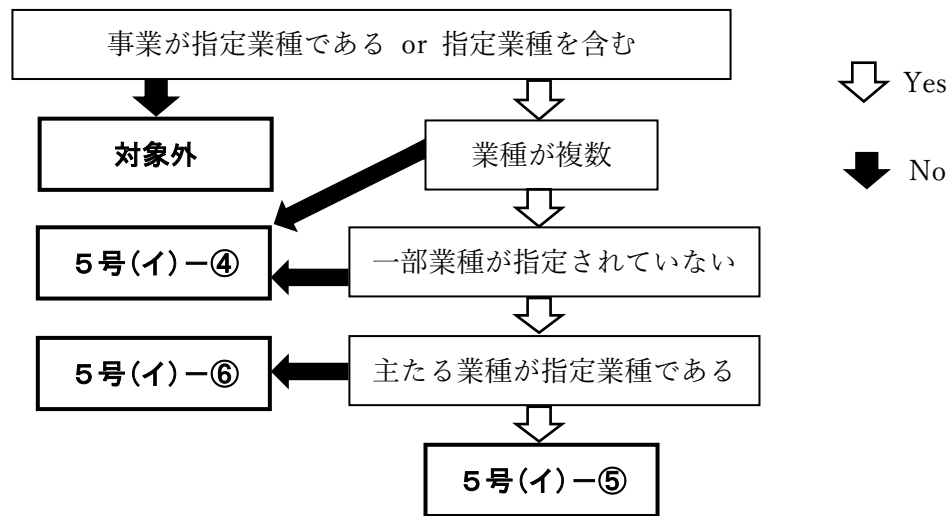 事業が指定業種である or 指定業種を含む
Yes
対象外
業種が複数
No
5号(イ)-④
一部業種が指定されていない
5号(イ)-⑥
主たる業種が指定業種である
5号(イ)-⑤